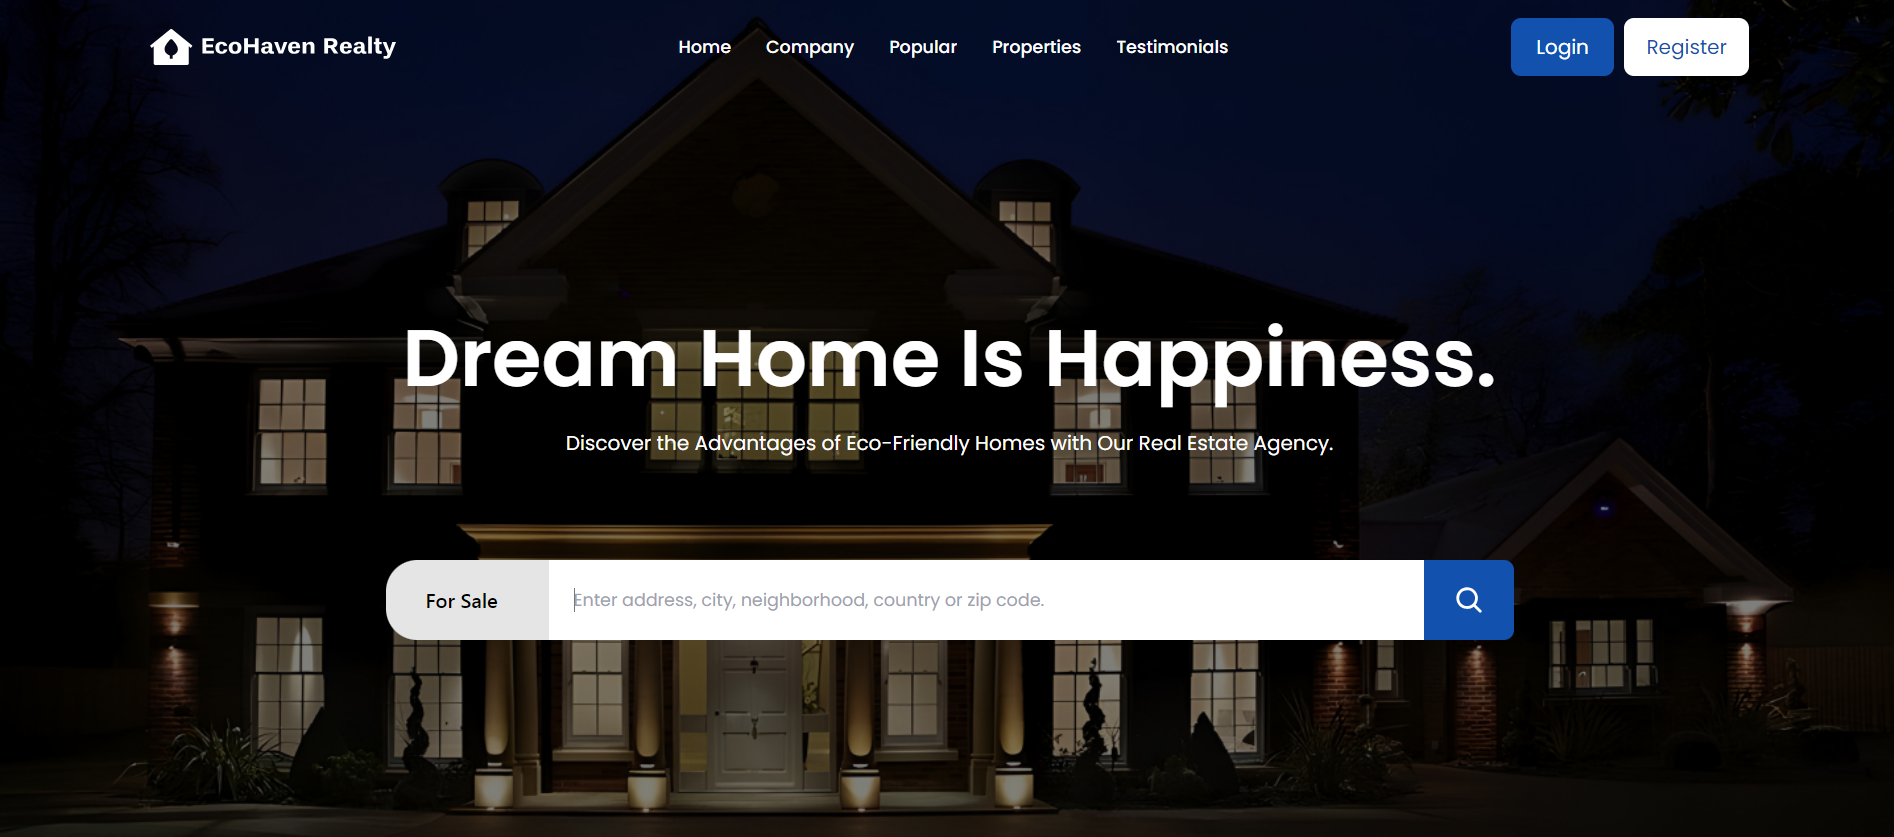 EcoHaven Realty
Home Company Popular Properties Testimonials
Login Register
Dream Home Is Happiness.
Discover the Advantages of Eco-Friendly Homes with Our Real Estate Agency.
For Sale
Enter address, city, neighborhood, country or zip code.